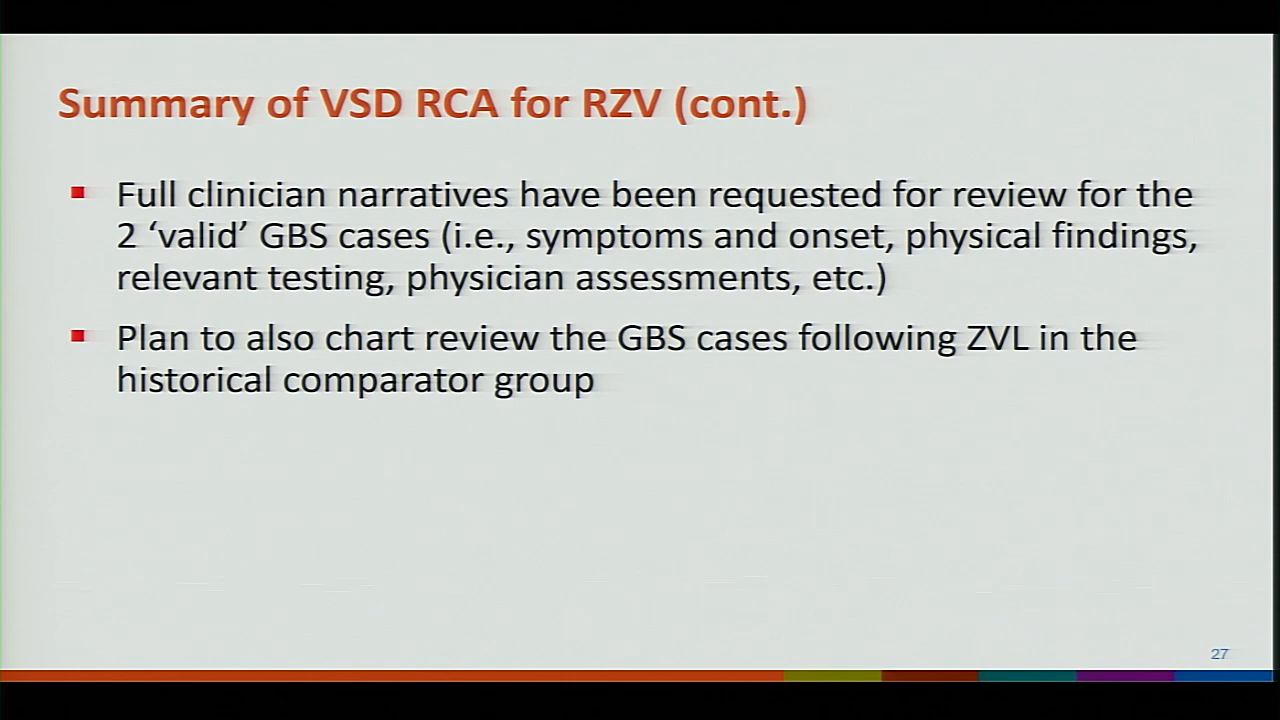 Summary of VSD RCA for RZV (cont.)
Full clinician narratives have been requested for review for the
2 ‘valid’ GBS cases (i.e., symptoms and onset, physical findings,
relevant testing, physician assessments, etc.)
Plan to also chart review the GBS cases following ZVL in the
historical comparator group
27